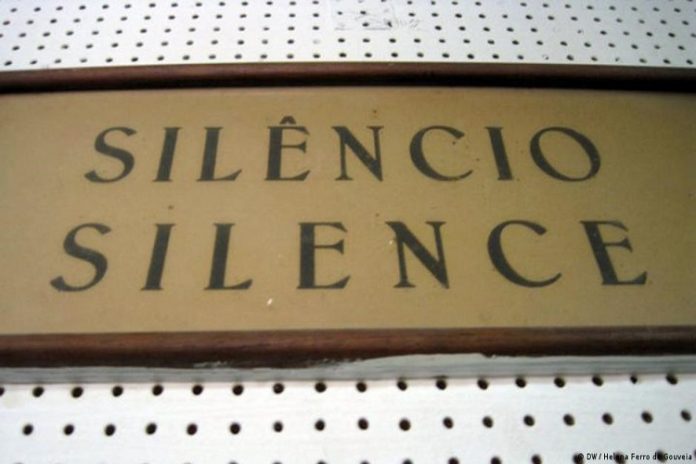 SILÊNCIO
SILENCE
© DW / Helena Ferro de Gouveia